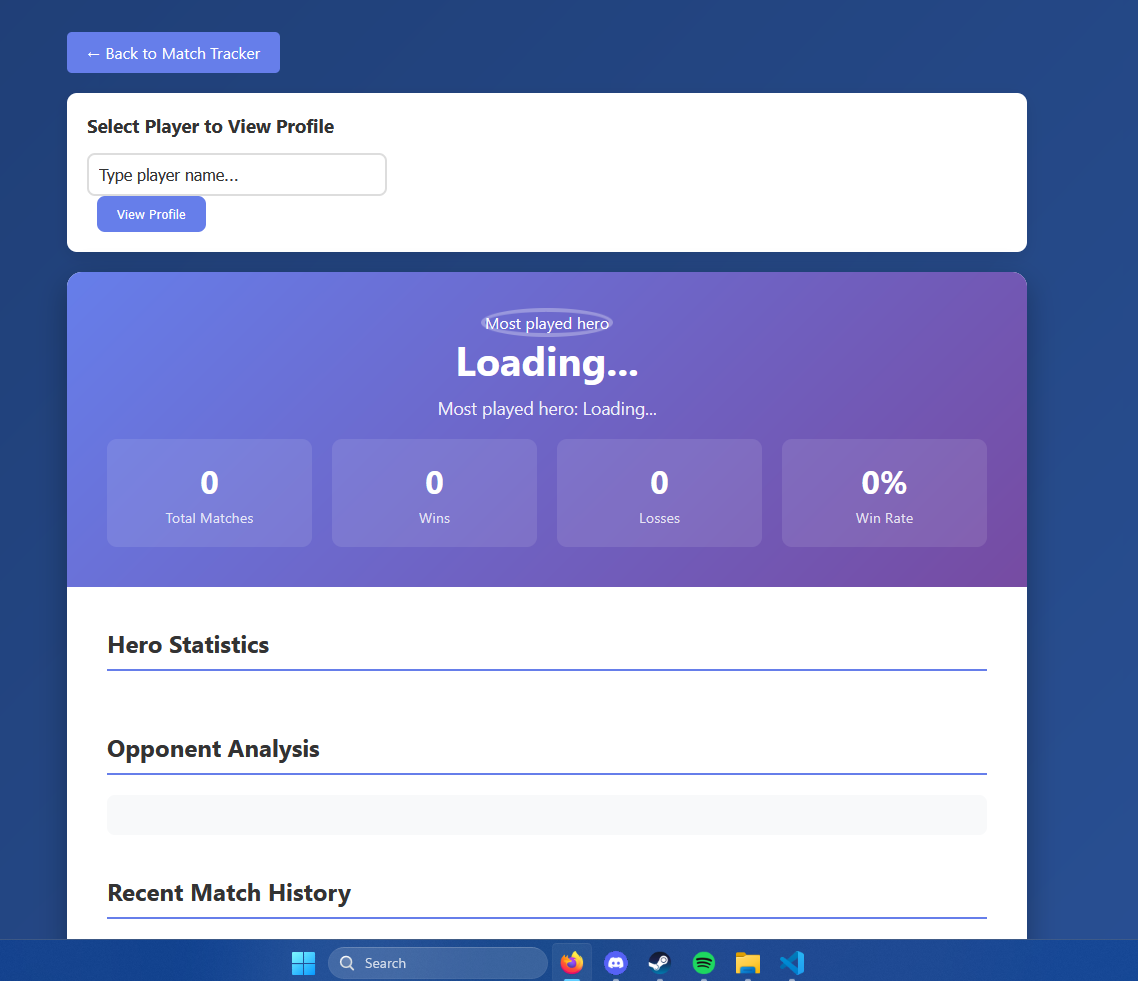 ← Back to Match Tracker
Select Player to View Profile
Type player name...
View Profile
Most played hero
Loading...
Most played hero: Loading...
0
Total Matches
0
Wins
0
Losses
0%
Win Rate
Hero Statistics
Opponent Analysis
Recent Match History
Search